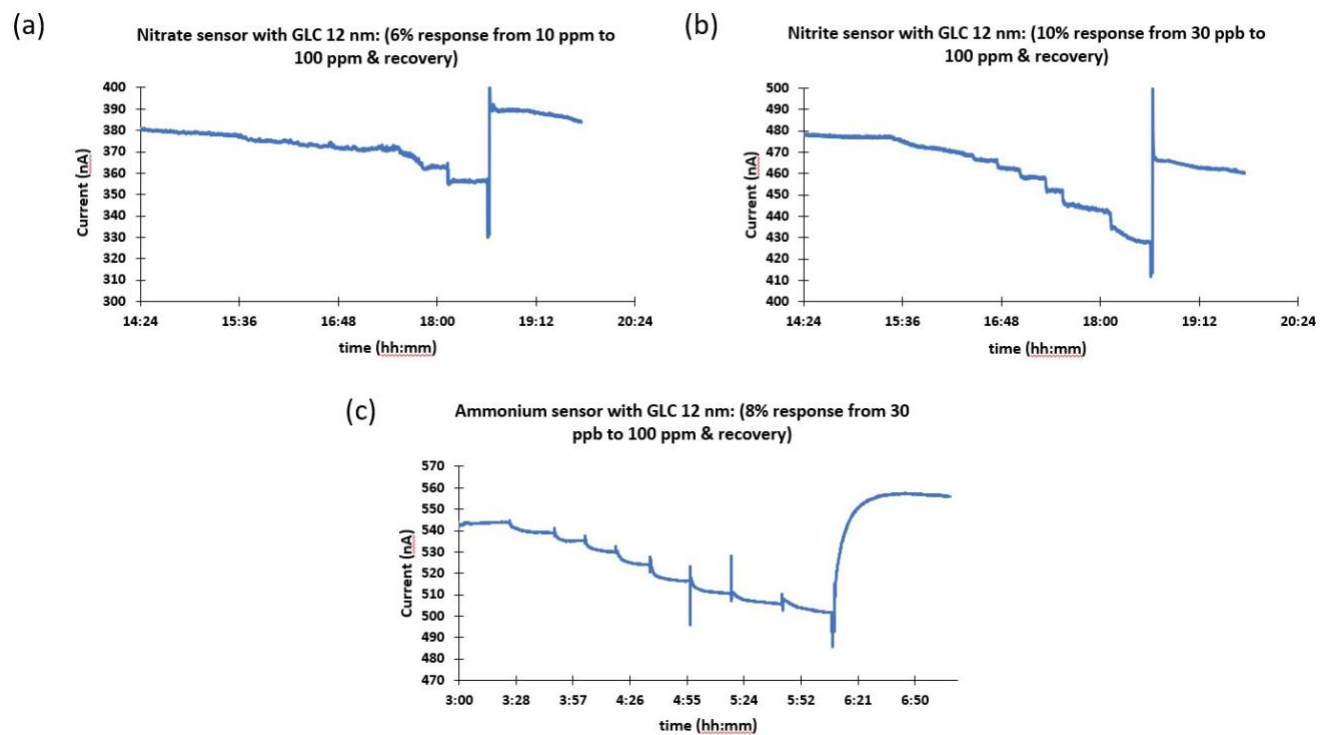 (a)
Nitrate sensor with GLC 12 nm: (6% response from 10 ppm to
100 ppm & recovery)
400
390
380
370
360
350
340
330
320
310
300
Current (nA)
14:24 15:36 16:48 18:00 19:12 20:24
time (hh:mm)
(b)
Nitrite sensor with GLC 12 nm: (10% response from 30 ppb to
100 ppm & recovery)
500
490
480
470
460
450
440
430
420
410
400
Current (nA)
14:24 15:36 16:48 18:00 19:12 20:24
time (hh:mm)
(c)
Ammonium sensor with GLC 12 nm: (8% response from 30
ppb to 100 ppm & recovery)
570
560
550
540
530
520
510
500
490
480
470
Current (nA)
3:00 3:28 3:57 4:26 4:55 5:24 5:52 6:21 6:50
time (hh:mm)